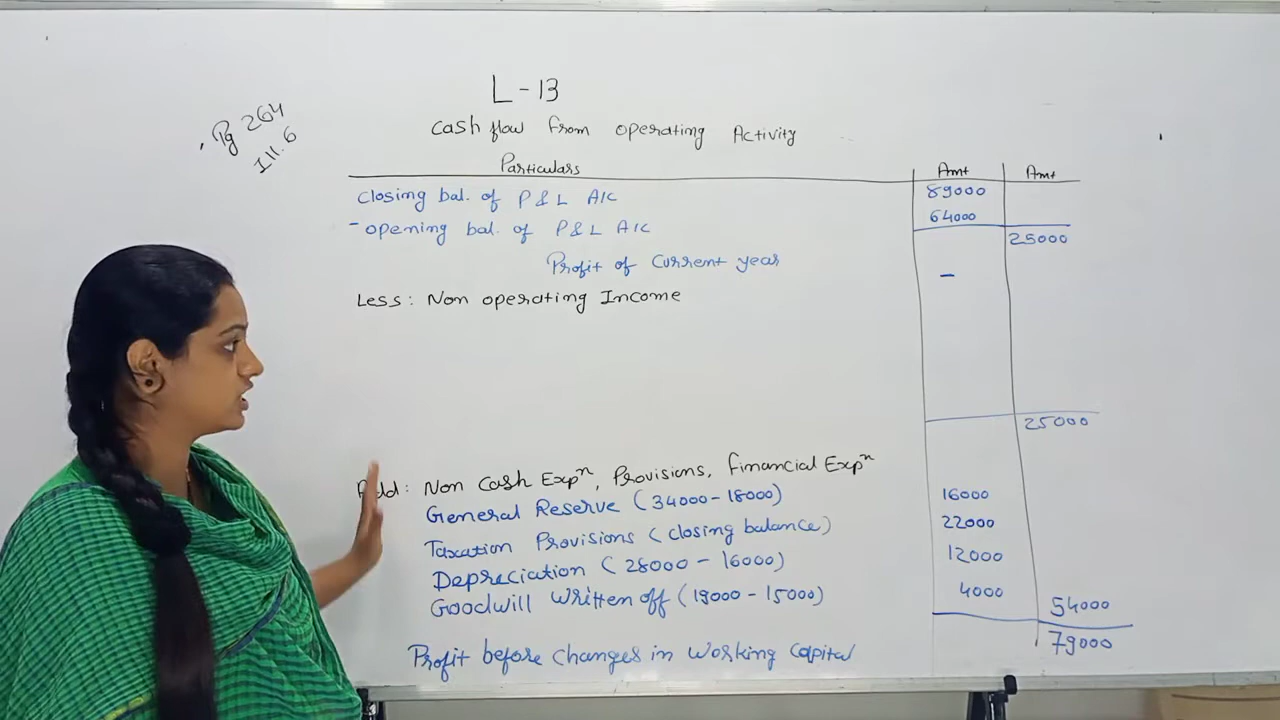 L-13
Pg 264
Ill.6
Cash flow from operating Activity
Particulars Amt Amt
Closing bal. of P & L A/C 89000
- opening bal. of P & L A/C 64000
25000
Profit of Current year
-
Less: Non operating Income
25000
Add: Non Cash Expⁿ, Provisions, Financial Expⁿ
General Reserve (34000-18000) 16000
Taxation Provisions (closing balance) 22000
Depreciation (28000 - 16000) 12000
Goodwill Written off (19000-15000) 4000 54000
Profit before Changes in Working Capital 79000